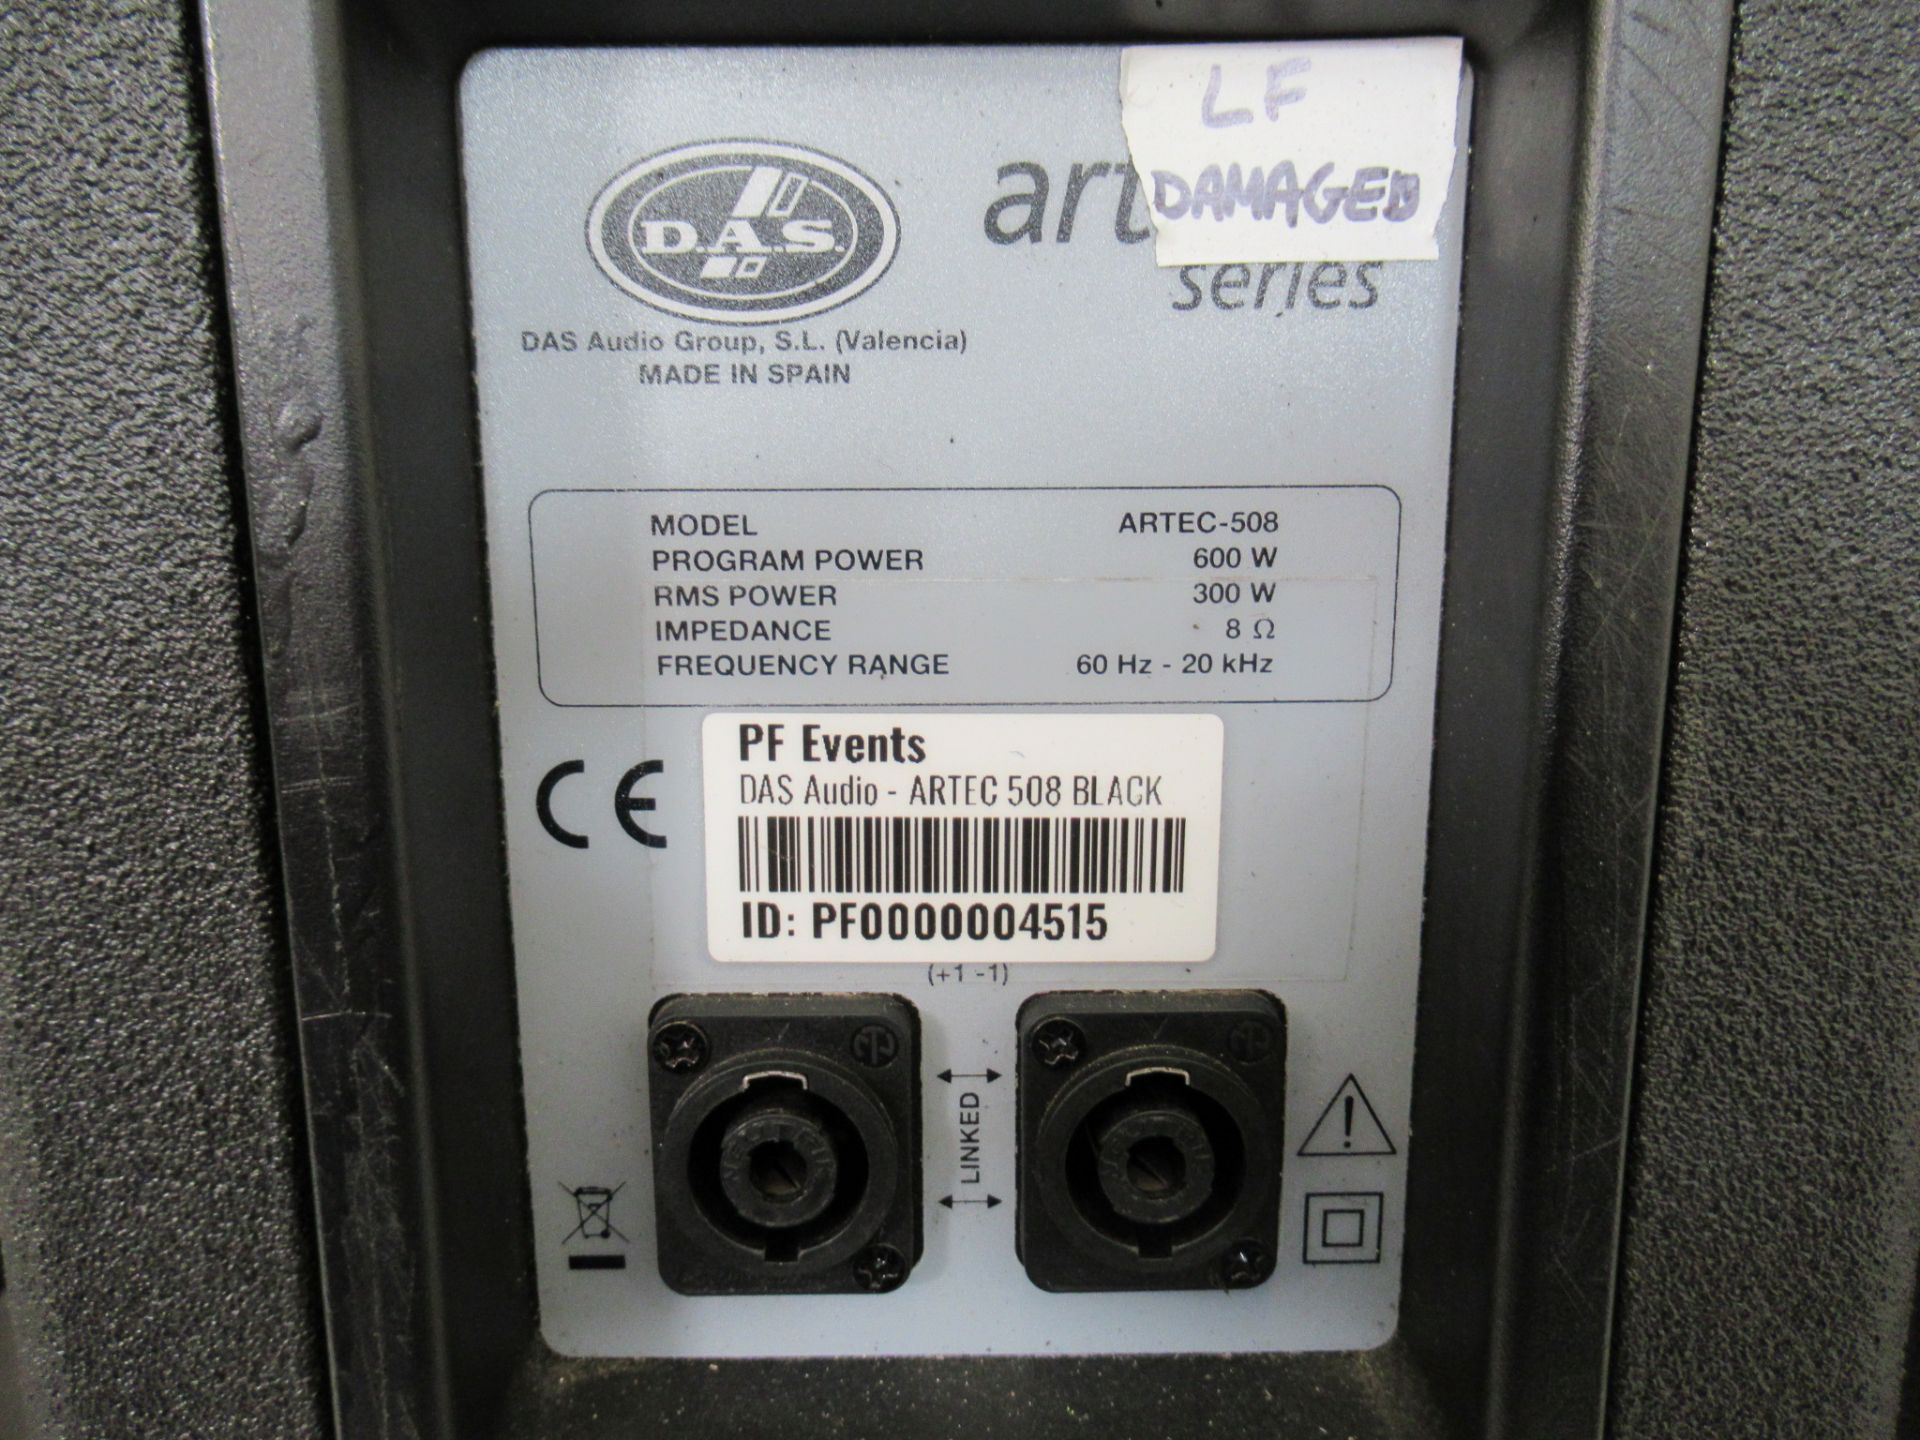 LF
DAMAGED
D.A.S.
art
series
DAS Audio Group, S.L. (Valencia)
MADE IN SPAIN
MODEL ARTEC-508
PROGRAM POWER 600 W
RMS POWER 300 W
IMPEDANCE 8 Ω
FREQUENCY RANGE 60 Hz - 20 kHz
CE
PF Events
DAS Audio - ARTEC 508 BLACK
ID: PF0000004515
(+1 -1)
LINKED